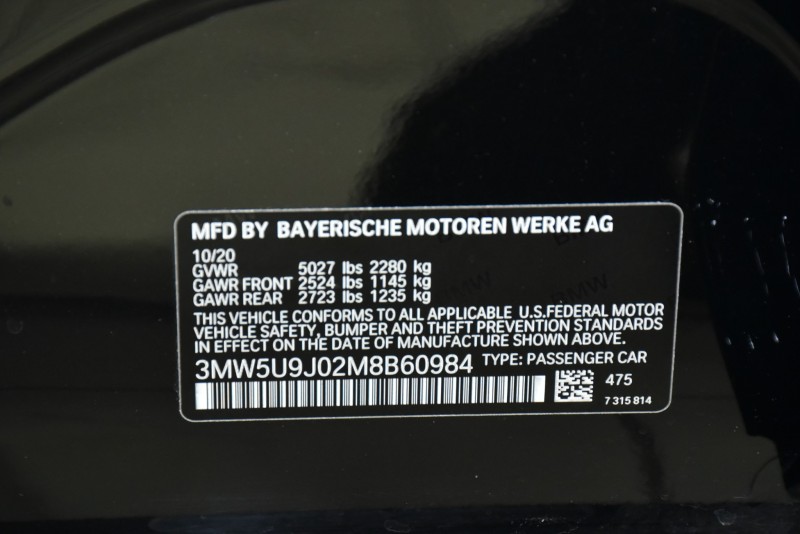 MFD BY BAYERISCHE MOTOREN WERKE AG
10/20
GVWR 5027 lbs 2280 kg
GAWR FRONT 2524 lbs 1145 kg
GAWR REAR 2723 lbs 1235 kg
THIS VEHICLE CONFORMS TO ALL APPLICABLE U.S.FEDERAL MOTOR
VEHICLE SAFETY, BUMPER AND THEFT PREVENTION STANDARDS
IN EFFECT ON THE DATE OF MANUFACTURE SHOWN ABOVE.
3MW5U9J02M8B60984 TYPE: PASSENGER CAR
475
7 315 814